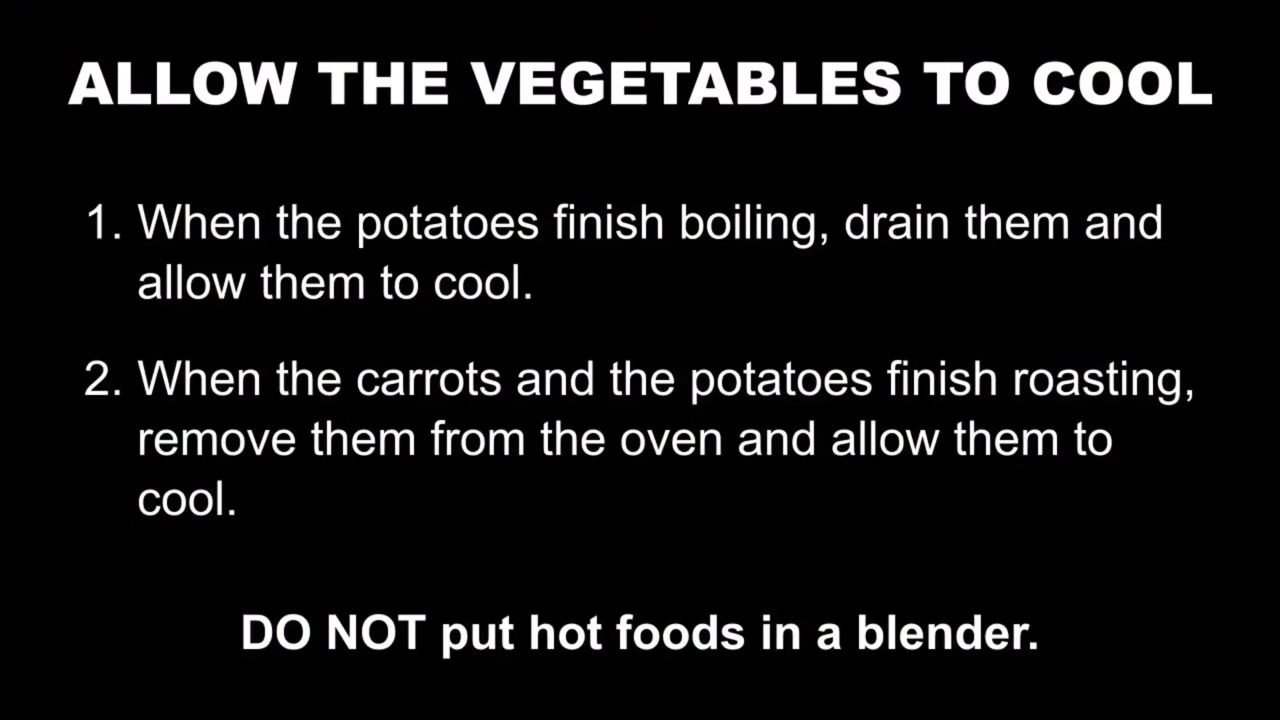 ALLOW THE VEGETABLES TO COOL
1. When the potatoes finish boiling, drain them and
allow them to cool.
2. When the carrots and the potatoes finish roasting,
remove them from the oven and allow them to
cool.
DO NOT put hot foods in a blender.